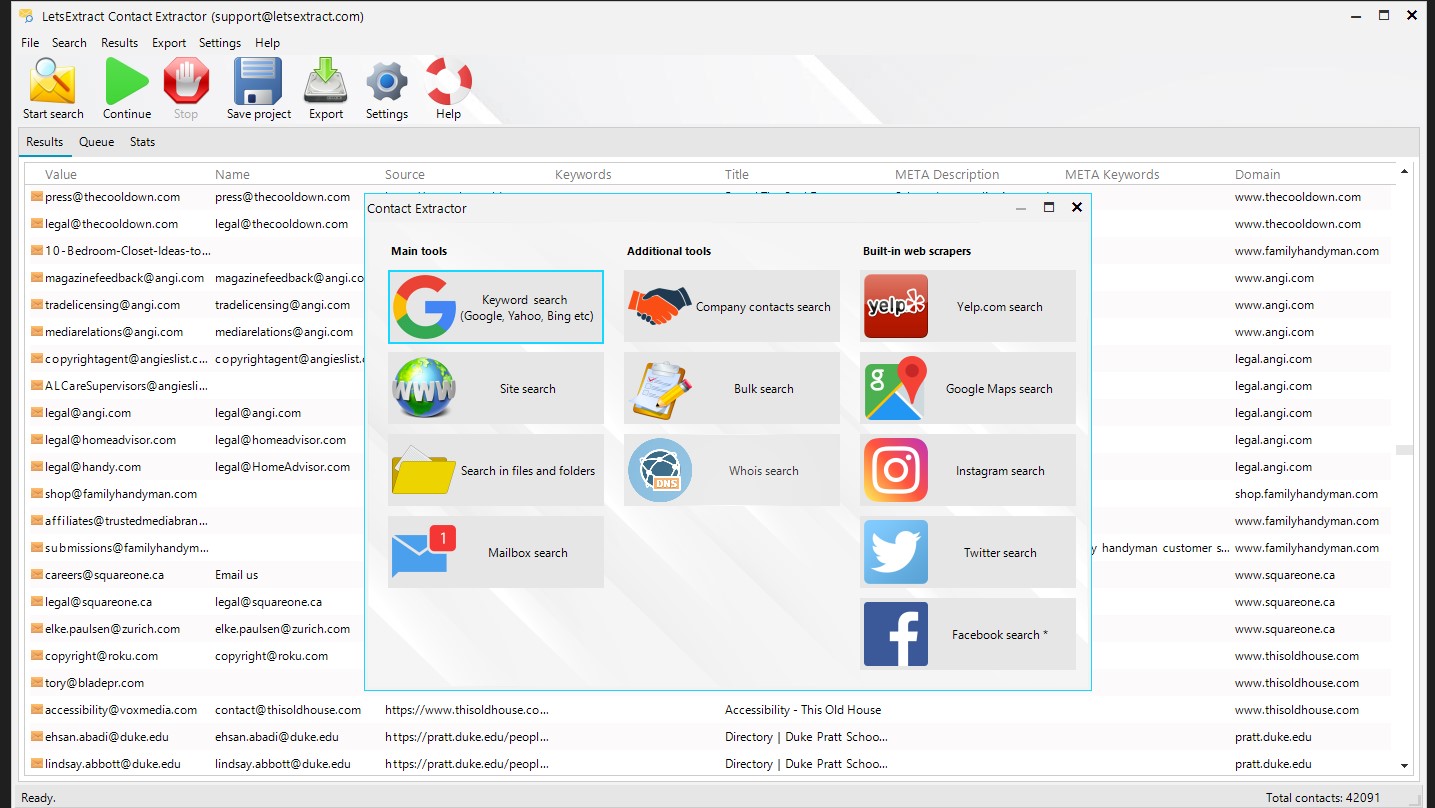 LetsExtract Contact Extractor (support@letsextract.com)
File Search Results Export Settings Help
Start search Continue Stop Save project Export Settings Help
Results Queue Stats
Value Name Source Keywords Title META Description META Keywords Domain
press@thecooldown.com press@thecooldown.com www.thecooldown.com
legal@thecooldown.com legal@thecooldown.com www.thecooldown.com
10-Bedroom-Closet-Ideas-to... www.familyhandyman.com
magazinefeedback@angi.com magazinefeedback@angi.co www.angi.com
tradelicensing@angi.com tradelicensing@angi.com www.angi.com
mediarelations@angi.com mediarelations@angi.com www.angi.com
copyrightagent@angieslist.c... copyrightagent@angieslist. legal.angi.com
ALCareSupervisors@angiesli... legal.angi.com
legal@angi.com legal@angi.com legal.angi.com
legal@homeadvisor.com legal@homeadvisor.com legal.angi.com
legal@handy.com legal@HomeAdvisor.com legal.angi.com
shop@familyhandyman.com shop.familyhandyman.com
affiliates@trustedmediabran... www.familyhandyman.com
submissions@familyhandym... y handyman customer s... www.familyhandyman.com
careers@squareone.ca Email us www.squareone.ca
legal@squareone.ca legal@squareone.ca www.squareone.ca
elke.paulsen@zurich.com elke.paulsen@zurich.com www.squareone.ca
copyright@roku.com copyright@roku.com www.thisoldhouse.com
tory@bladepr.com www.thisoldhouse.com
accessibility@voxmedia.com contact@thisoldhouse.com https://www.thisoldhouse.co... Accessibility - This Old House www.thisoldhouse.com
ehsan.abadi@duke.edu ehsan.abadi@duke.edu https://pratt.duke.edu/peopl... Directory | Duke Pratt Schoo... pratt.duke.edu
lindsay.abbott@duke.edu lindsay.abbott@duke.edu https://pratt.duke.edu/peopl... Directory | Duke Pratt Schoo... pratt.duke.edu
Contact Extractor
Main tools Additional tools Built-in web scrapers
Keyword search
(Google, Yahoo, Bing etc)
Company contacts search
yelp
Yelp.com search
WWW
Site search
Bulk search
g
Google Maps search
Search in files and folders
DNS
Whois search
Instagram search
1
Mailbox search
Twitter search
f
Facebook search *
Ready. Total contacts: 42091